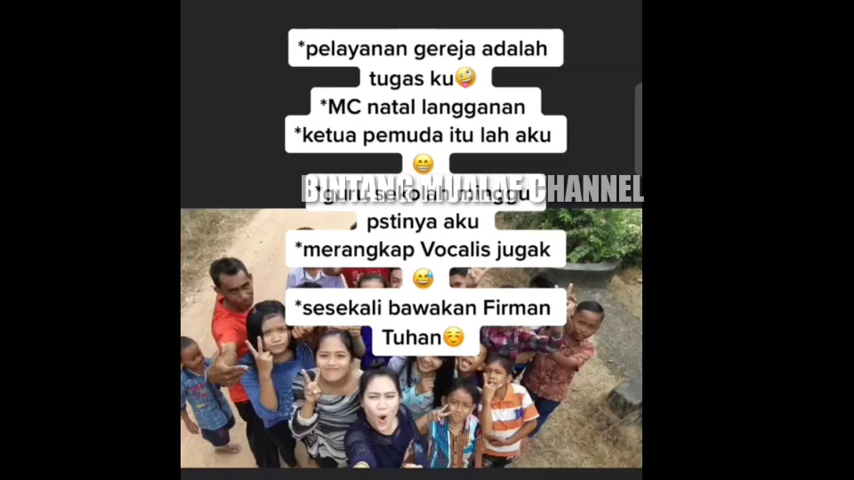 *pelayanan gereja adalah
tugas ku🤪
*MC natal langganan
*ketua pemuda itu lah aku
😁
BINTANG MUALAF CHANNEL
*guru sekolah minggu
pstinya aku
*merangkap Vocalis jugak
😅
*sesekali bawakan Firman
Tuhan☺️